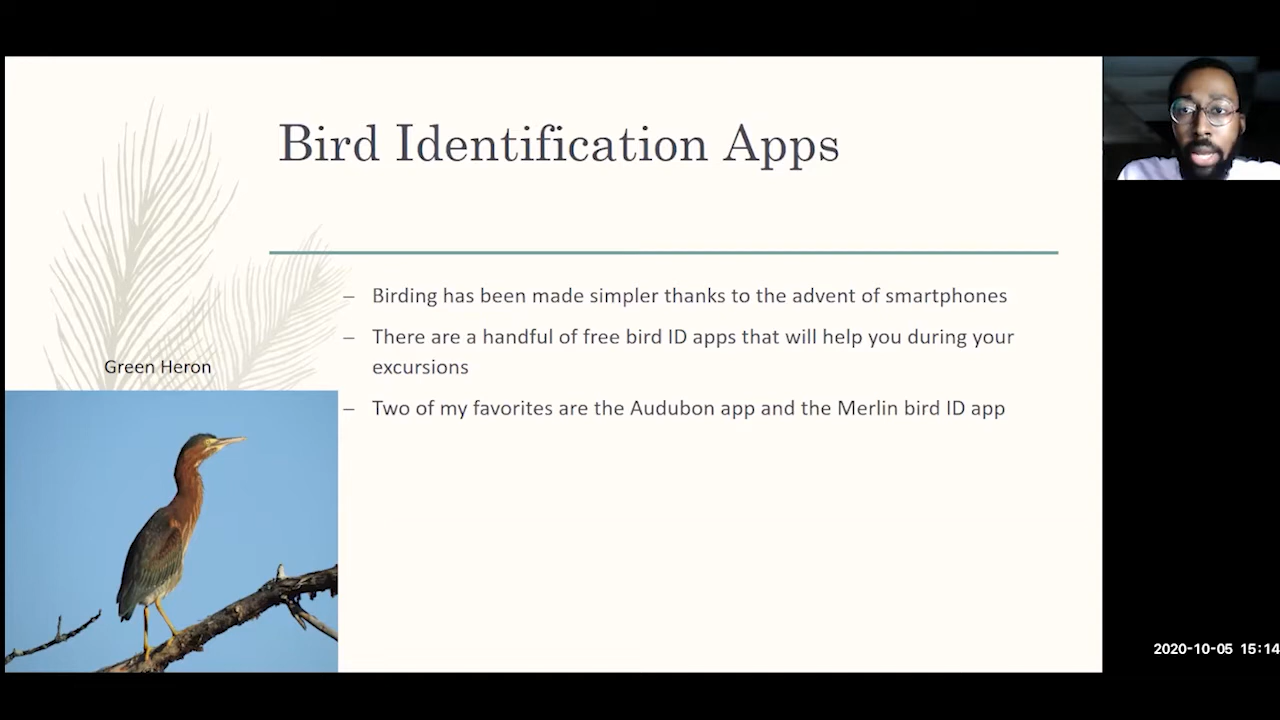 Bird Identification Apps
– Birding has been made simpler thanks to the advent of smartphones
– There are a handful of free bird ID apps that will help you during your
excursions
– Two of my favorites are the Audubon app and the Merlin bird ID app
Green Heron
2020-10-05 15:14